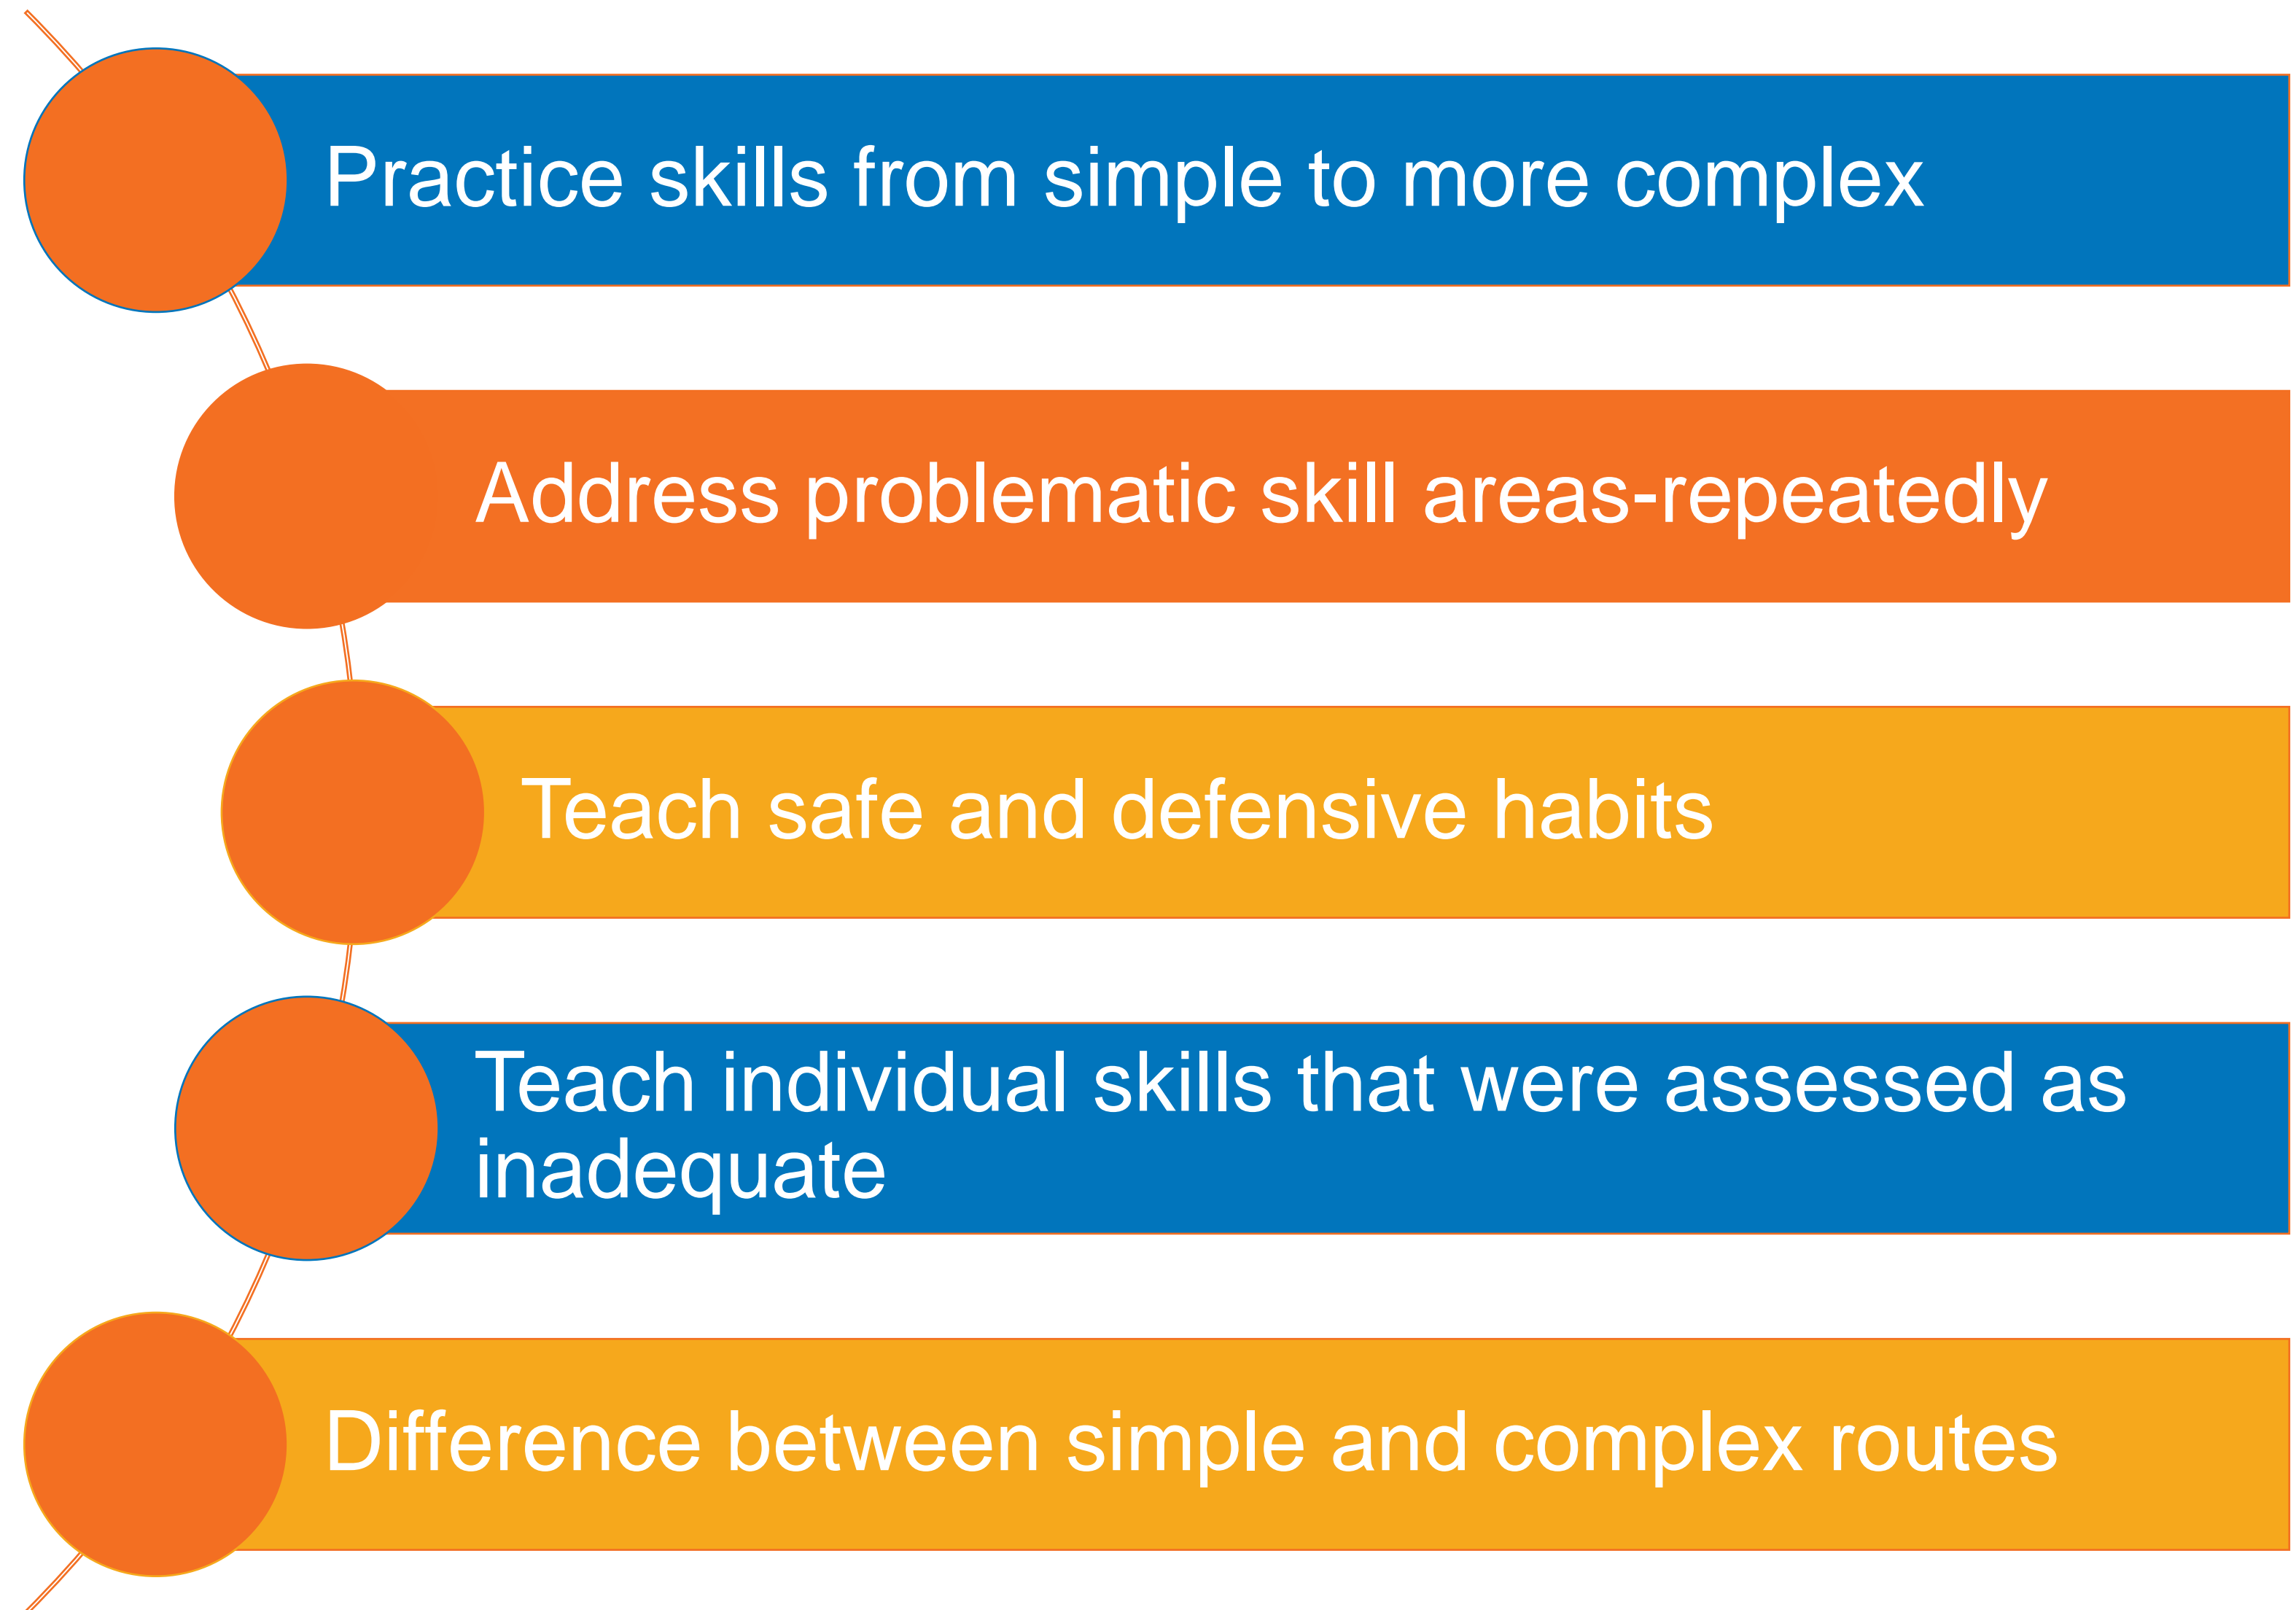 Practice skills from simple to more complex
Address problematic skill areas-repeatedly
Teach safe and defensive habits
Teach individual skills that were assessed as
inadequate
Difference between simple and complex routes